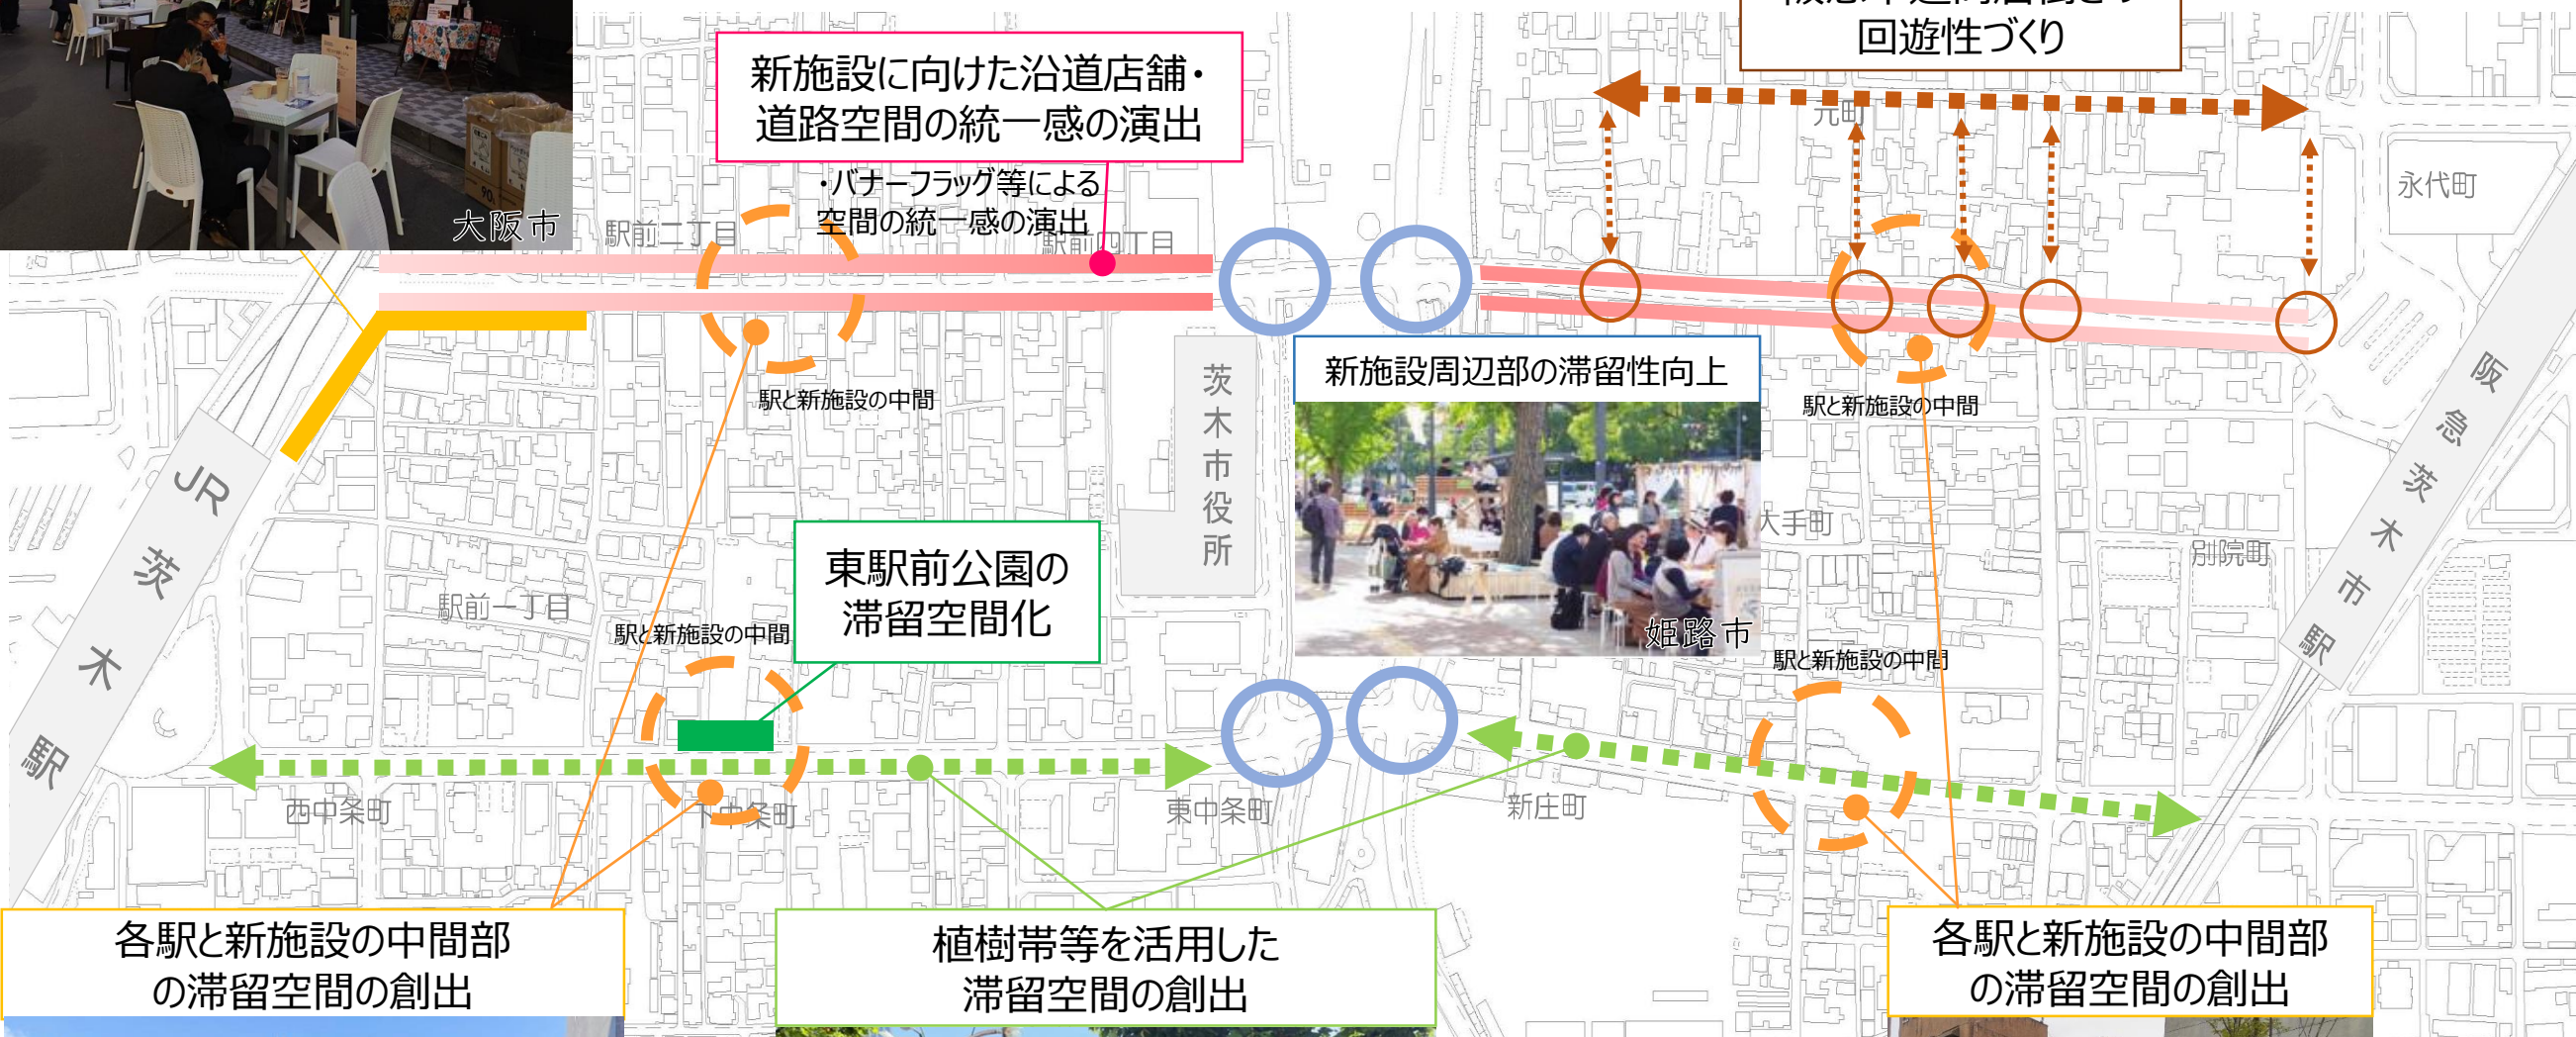 回遊性づくり
新施設に向けた沿道店舗・
道路空間の統一感の演出
・バナーフラッグ等による
空間の統一感の演出
大阪市
駅前二丁目
駅前四丁目
元町
永代町
駅と新施設の中間
茨木市役所
新施設周辺部の滞留性向上
駅と新施設の中間
姫路市
大手町
別院町
阪急茨木市駅
JR茨木駅
駅前一丁目
東駅前公園の
滞留空間化
駅と新施設の中間
駅と新施設の中間
西中条町
下中条町
東中条町
新庄町
各駅と新施設の中間部
の滞留空間の創出
植樹帯等を活用した
滞留空間の創出
各駅と新施設の中間部
の滞留空間の創出